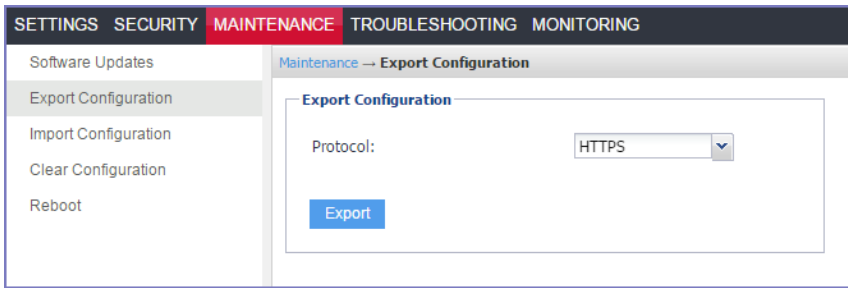 SETTINGS SECURITY MAINTENANCE TROUBLESHOOTING MONITORING
Software Updates
Export Configuration
Import Configuration
Clear Configuration
Reboot
Maintenance → Export Configuration
Export Configuration
Protocol: HTTPS
Export